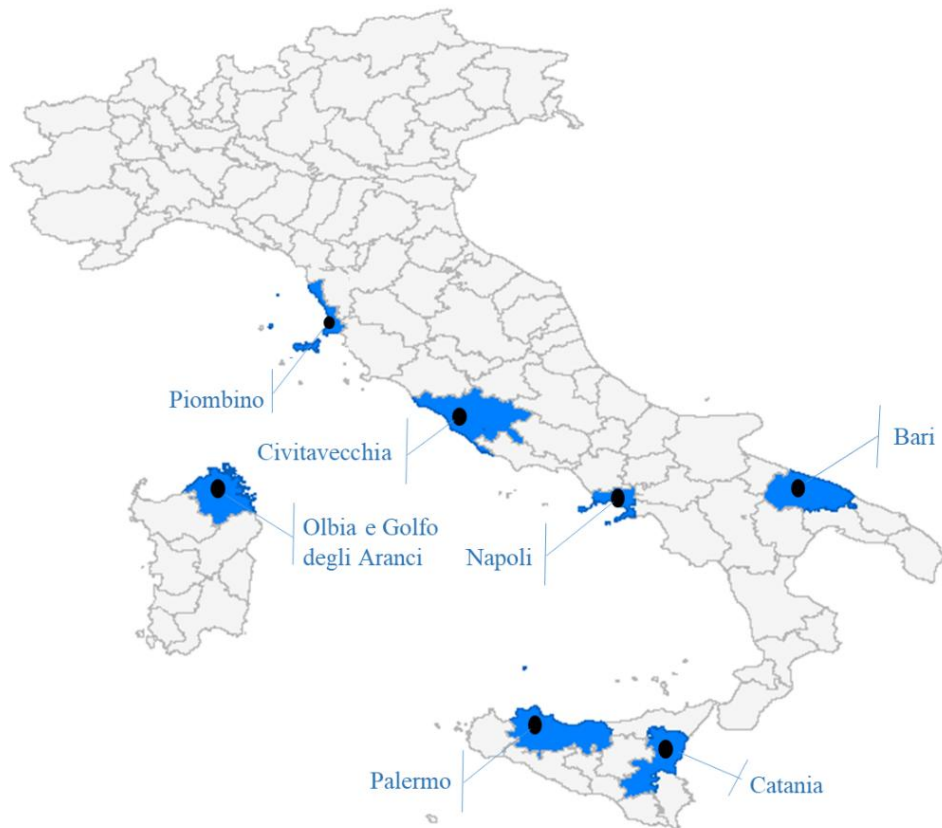 Piombino
Civitavecchia
Bari
Olbia e Golfo
degli Aranci
Napoli
Palermo
Catania